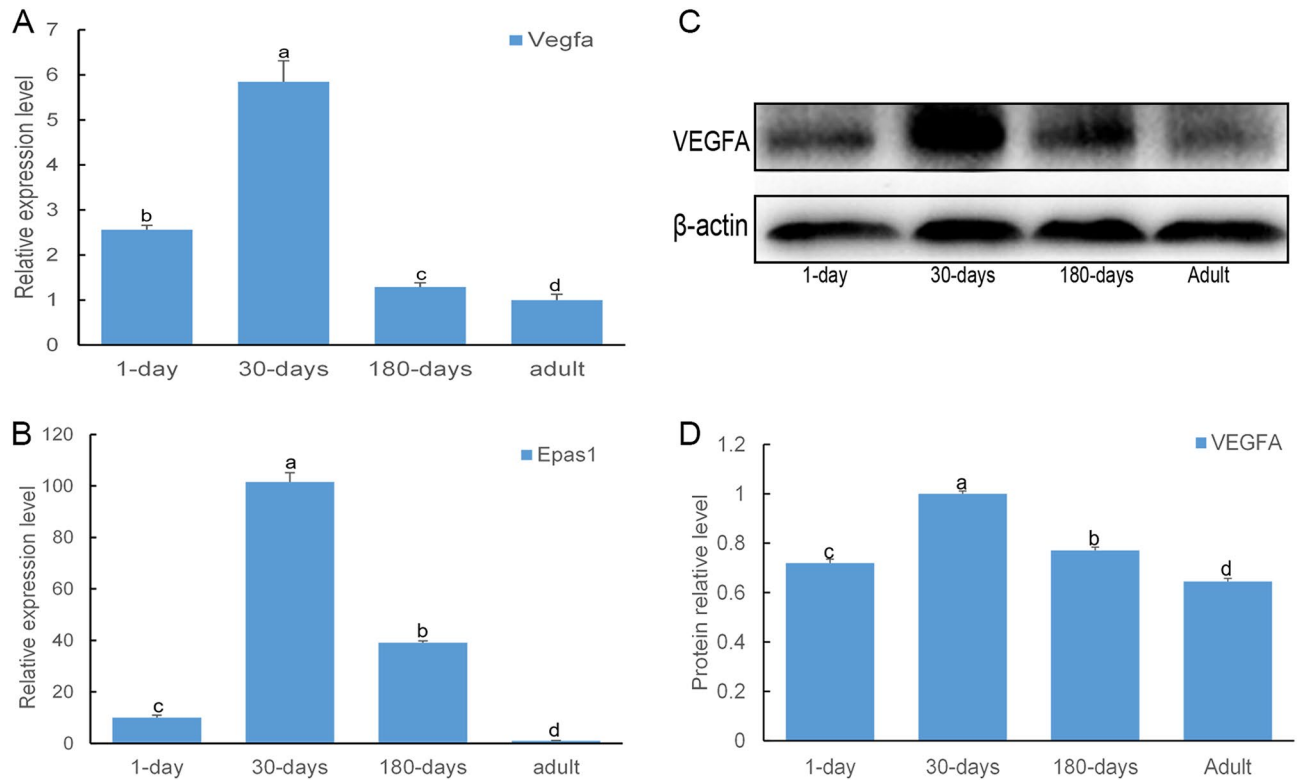 A
Relative expression level
7
6
5
4
3
2
1
0
Vegfa
b
a
c
d
1-day 30-days 180-days adult
B
Relative expression level
120
100
80
60
40
20
0
Epas1
c
a
b
d
1-day 30-days 180-days adult
C
VEGFA
β-actin
1-day 30-days 180-days Adult
D
Protein relative level
1.2
1
0.8
0.6
0.4
0.2
0
VEGFA
c
a
b
d
1-day 30-days 180-days Adult